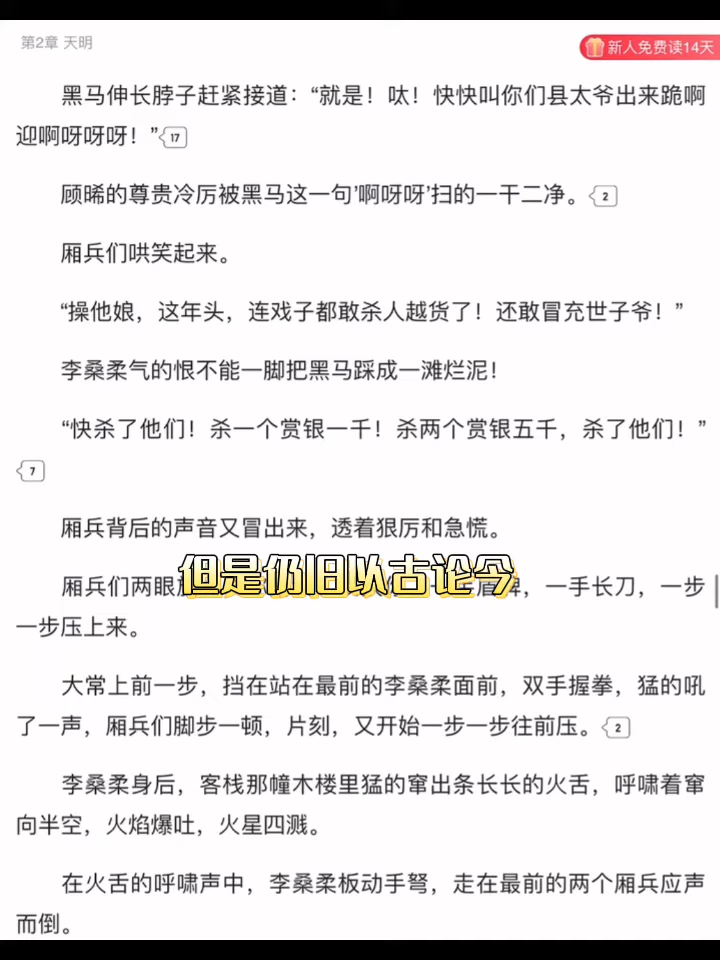 第2章 天明
新人免费读14天
黑马伸长脖子赶紧接道：“就是！呔！快快叫你们县太爷出来跪啊
迎啊呀呀呀！”
17
顾晞的尊贵冷厉被黑马这一句’啊呀呀’扫的一干二净。
2
厢兵们哄笑起来。
“操他娘，这年头，连戏子都敢杀人越货了！还敢冒充世子爷！”
李桑柔气的恨不能一脚把黑马踩成一滩烂泥！
“快杀了他们！杀一个赏银一千！杀两个赏银五千，杀了他们！”
7
厢兵背后的声音又冒出来，透着狠厉和急慌。
但是仍旧以古论今
厢兵们两眼 盾牌，一手长刀，一步
一步压上来。
大常上前一步，挡在站在最前的李桑柔面前，双手握拳，猛的吼
了一声，厢兵们脚步一顿，片刻，又开始一步一步往前压。
2
李桑柔身后，客栈那幢木楼里猛的窜出条长长的火舌，呼啸着窜
向半空，火焰爆吐，火星四溅。
在火舌的呼啸声中，李桑柔板动手弩，走在最前的两个厢兵应声
而倒。